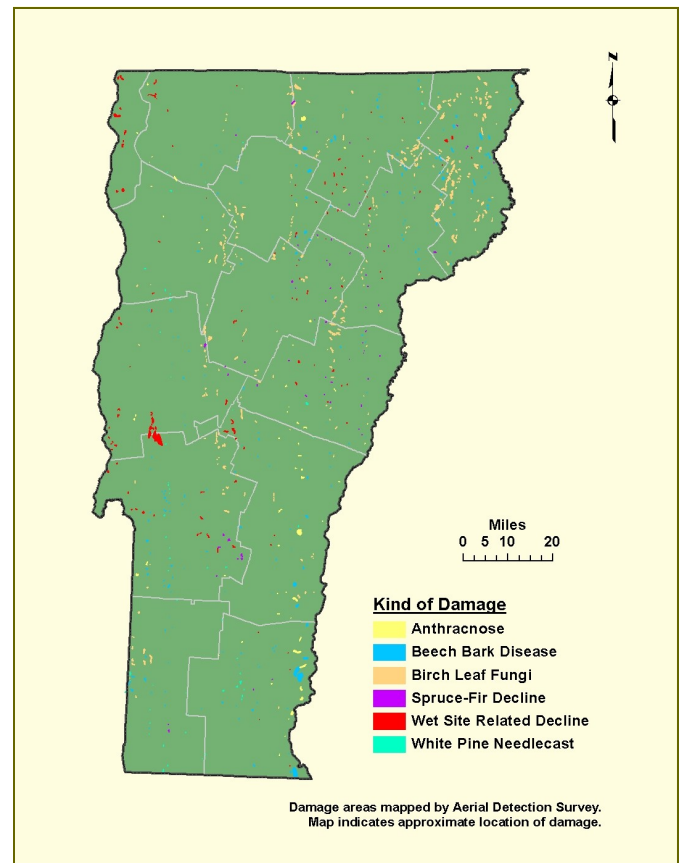 N
Miles
0 5 10 20
Kind of Damage
Anthracnose
Beech Bark Disease
Birch Leaf Fungi
Spruce-Fir Decline
Wet Site Related Decline
White Pine Needlecast
Damage areas mapped by Aerial Detection Survey.
Map indicates approximate location of damage.